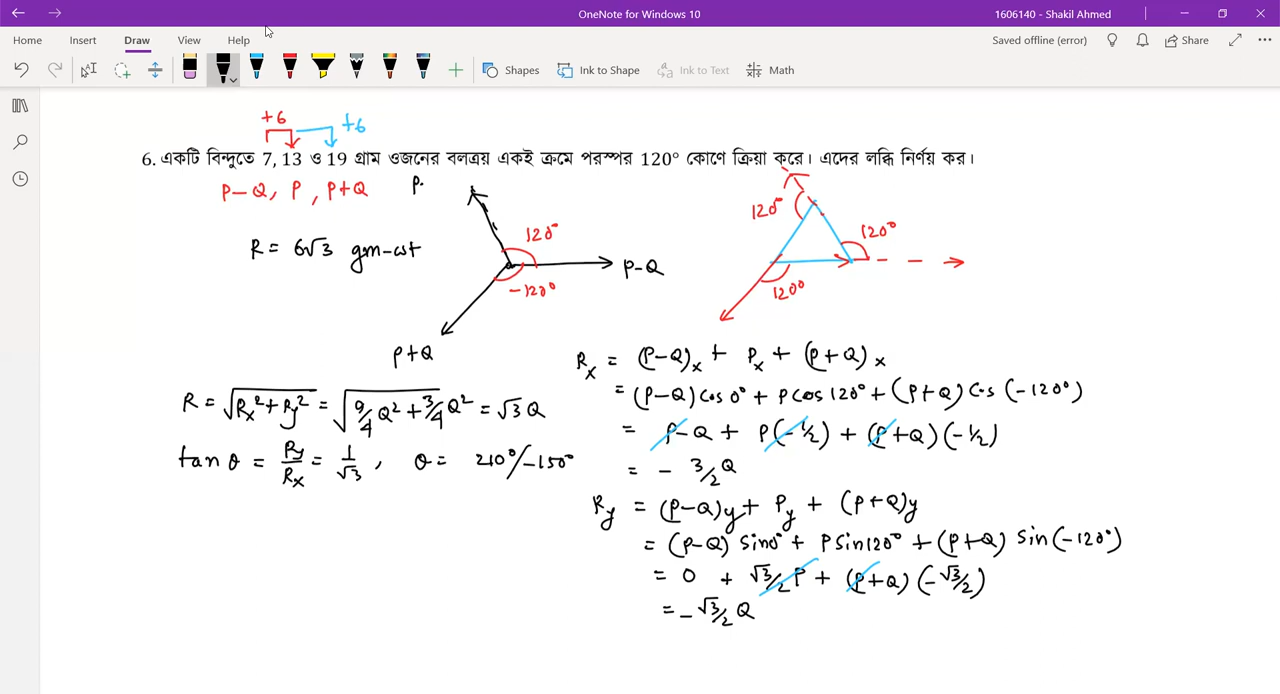 OneNote for Windows 10
1606140 - Shakil Ahmed
Home Insert Draw View Help
Saved offline (error)
Share
Shapes
Ink to Shape
Ink to Text
Math
+6 +6
6. একটি বিন্দুতে 7, 13 ও 19 গ্রাম ওজনের বলত্রয় একই ক্রমে পরস্পর 120° কোণে ক্রিয়া করে। এদের লব্ধি নির্ণয় কর।
P-Q, P, P+Q
P.
R = 6√3 gm-wt
120°
P-Q
-120°
P+Q
120°
120°
120°
Rx = (P-Q)x + Px + (P+Q)x
= (P-Q) cos 0° + P cos 120° + (P+Q) cos (-120°)
= P-Q + P(-1/2) + (P+Q)(-1/2)
= - 3/2 Q
R = √Rx² + Ry² = √9/4 Q² + 3/4 Q² = √3 Q
tan θ = Ry/Rx = 1/√3 , θ = 210°/-150°
Ry = (P-Q)y + Py + (P+Q)y
= (P-Q) sin0° + P sin120° + (P+Q) sin(-120°)
= 0 + √3/2 P + (P+Q) (-√3/2)
= - √3/2 Q